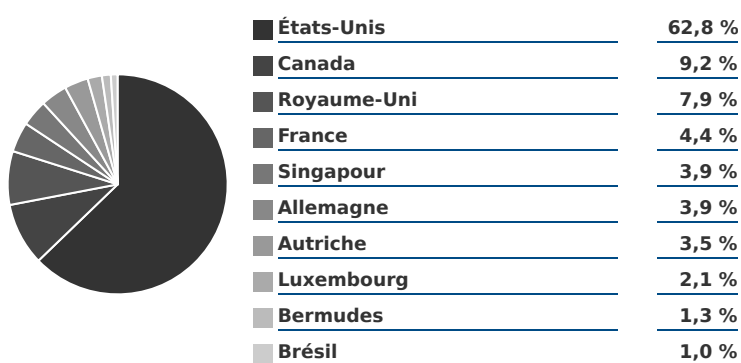 États-Unis 62,8 %
Canada 9,2 %
Royaume-Uni 7,9 %
France 4,4 %
Singapour 3,9 %
Allemagne 3,9 %
Autriche 3,5 %
Luxembourg 2,1 %
Bermudes 1,3 %
Brésil 1,0 %